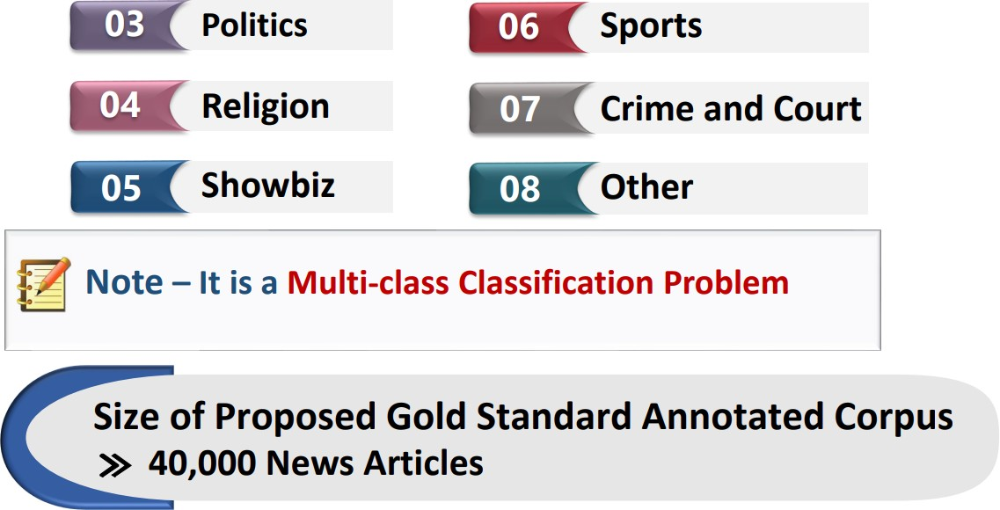 03 Politics
04 Religion
05 Showbiz
06 Sports
07 Crime and Court
08 Other
Note – It is a Multi-class Classification Problem
Size of Proposed Gold Standard Annotated Corpus
40,000 News Articles